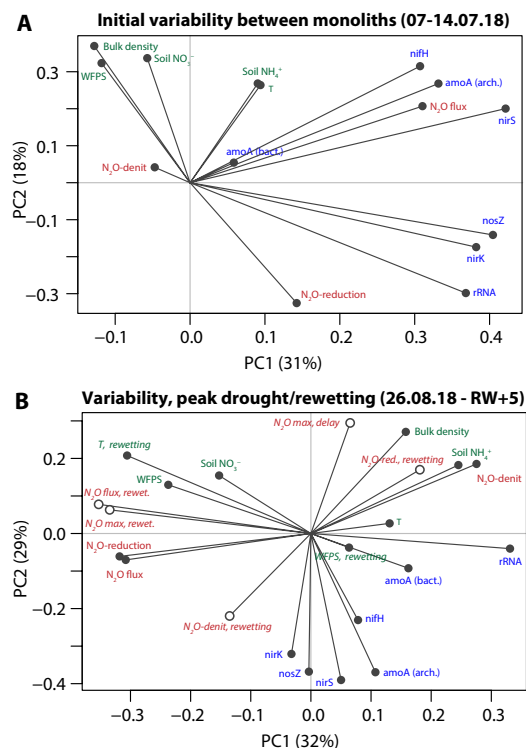 A
Initial variability between monoliths (07-14.07.18)
Bulk density
Soil NO₃⁻
WFPS
Soil NH₄⁺
T
nifH
amoA (arch.)
N₂O flux
nirS
amoA (bact.)
N₂O-denit
nosZ
nirK
N₂O-reduction
rRNA
0.3
0.1
-0.1
-0.3
PC2 (18%)
-0.1
0.0
0.1
0.2
0.3
0.4
PC1 (31%)
B
Variability, peak drought/rewetting (26.08.18 - RW+5)
N₂O max, delay
Bulk density
T, rewetting
Soil NO₃⁻
Soil NH₄⁺
N₂O-red., rewetting
WFPS
N₂O-denit
N₂O flux, rewet.
N₂O max, rewet.
T
N₂O-reduction
WFPS, rewetting
rRNA
N₂O flux
amoA (bact.)
N₂O-denit, rewetting
nifH
nirK
nosZ
nirS
amoA (arch.)
0.2
0.0
-0.2
-0.4
PC2 (29%)
-0.3
-0.2
-0.1
0.0
0.1
0.2
0.3
PC1 (32%)